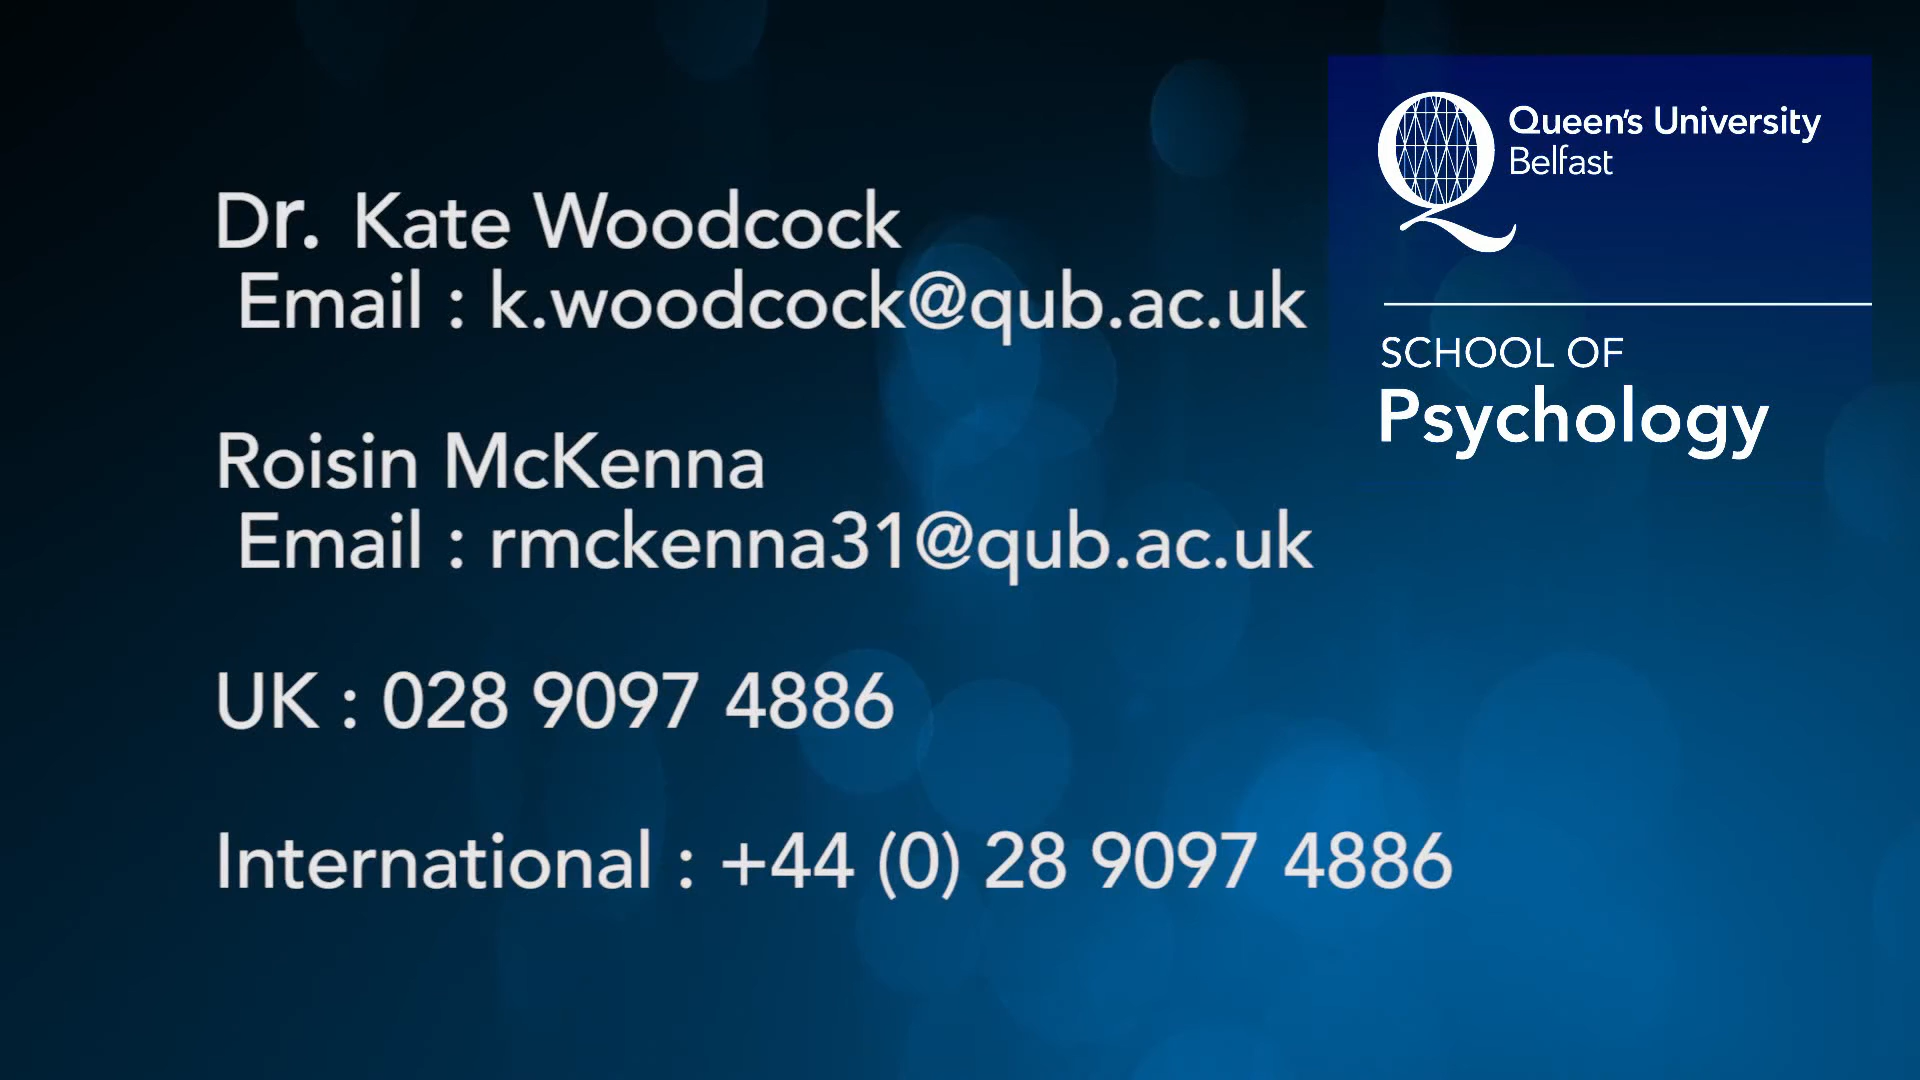 Dr. Kate Woodcock
Email : k.woodcock@qub.ac.uk
Roisin McKenna
Email : rmckenna31@qub.ac.uk
UK : 028 9097 4886
International : +44 (0) 28 9097 4886
Queen's University
Belfast
SCHOOL OF
Psychology